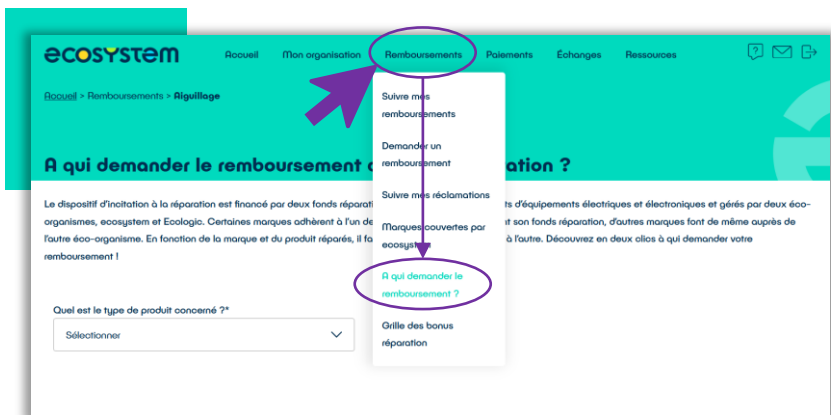 ecosystem
Accueil Mon organisation Remboursements Paiements Échanges Ressources
Accueil > Remboursements > Aiguillage
Suivre mes
remboursements
Demander un
remboursement
Suivre mes réclamations
Marques couvertes par
ecosystem
A qui demander le
remboursement ?
Grille des bonus
réparation
A qui demander le remboursement ation ?
Le dispositif d'incitation à la réparation est financé par deux fonds réparati ts d'équipements électriques et électroniques et gérés par deux éco-
organismes, ecosystem et Ecologic. Certaines marques adhèrent à l'un de nt son fonds réparation, d'autres marques font de même auprès de
l'autre éco-organisme. En fonction de la marque et du produit réparés, il fa à l'autre. Découvrez en deux clics à qui demander votre
remboursement !
Quel est le type de produit concerné ?*
Sélectionner